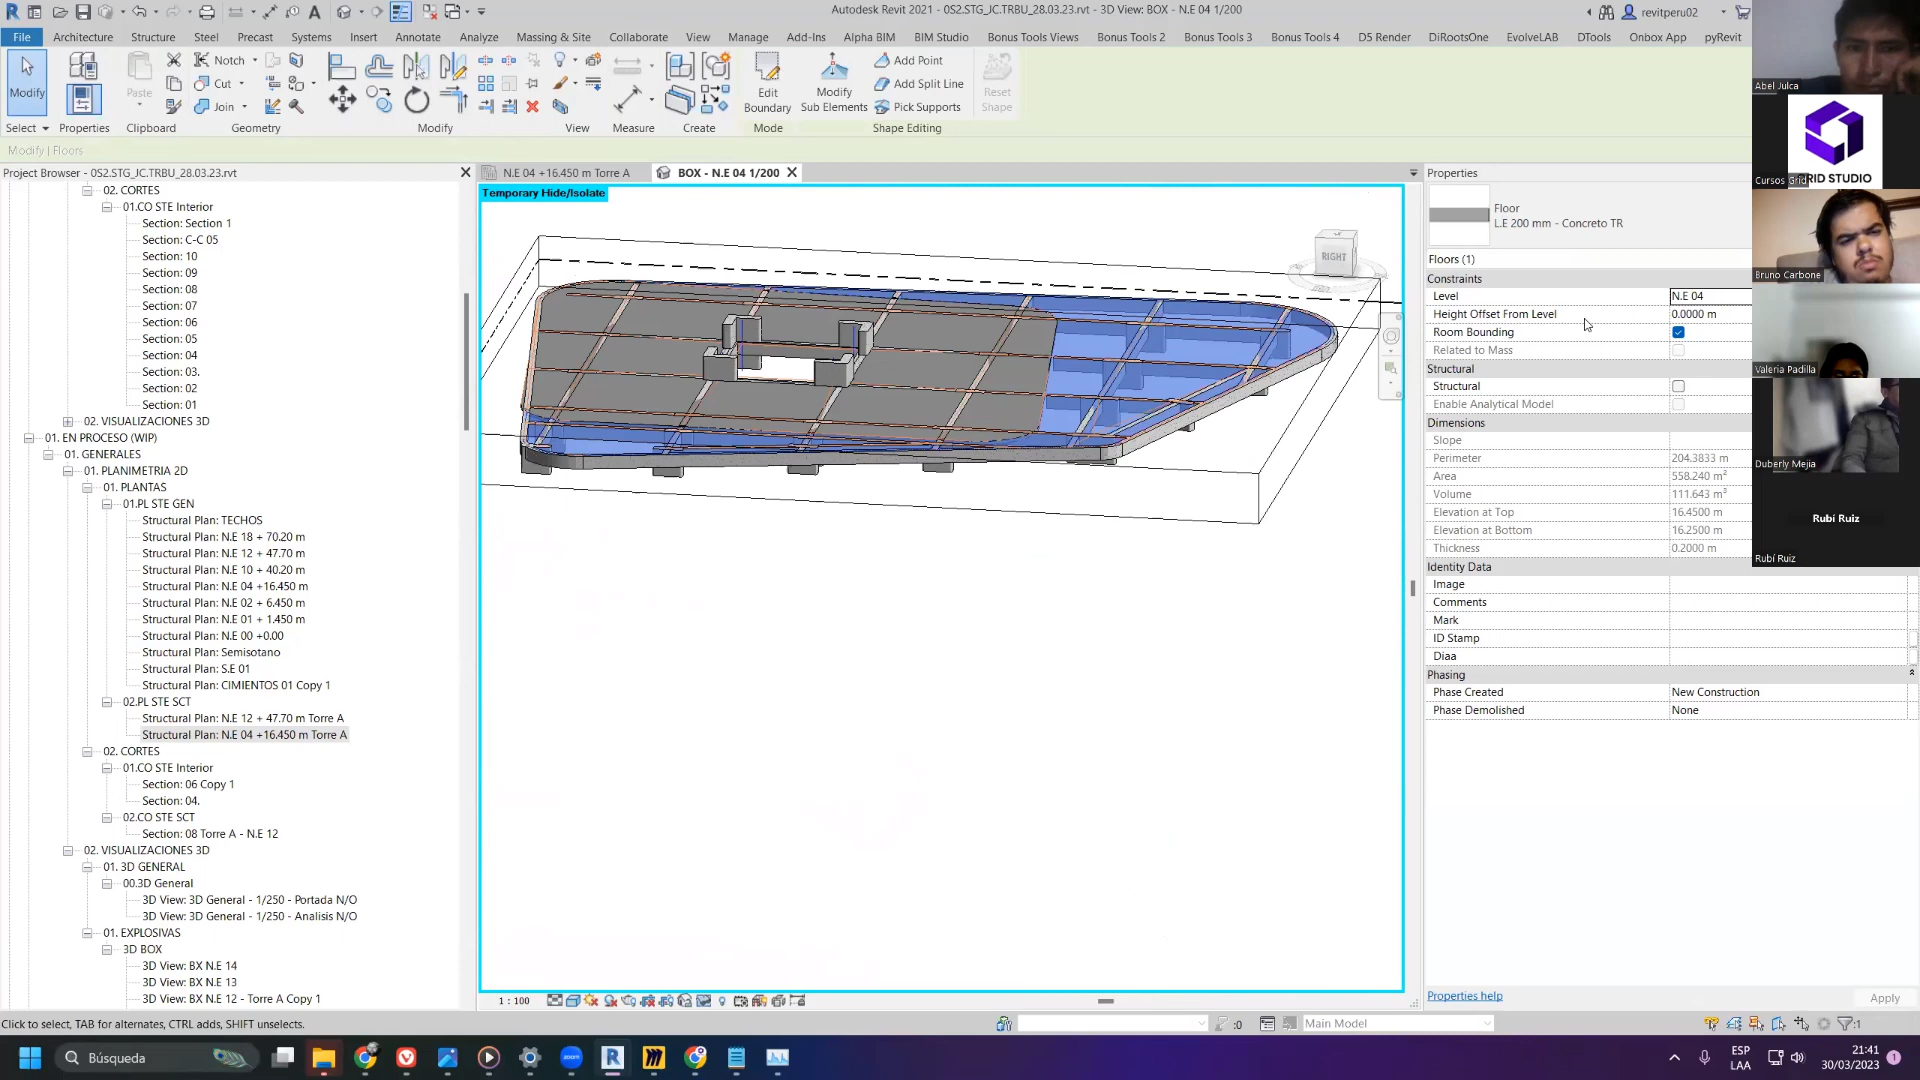 Autodesk Revit 2021 - 0S2.STG_JC.TRBU_28.03.23.rvt - 3D View: BOX - N.E 04 1/200
revitperu02
File
Architecture
Structure
Steel
Precast
Systems
Insert
Annotate
Analyze
Massing & Site
Collaborate
View
Manage
Add-Ins
Alpha BIM
BIM Studio
Bonus Tools Views
Bonus Tools 2
Bonus Tools 3
Bonus Tools 4
D5 Render
DiRootsOne
EvolveLAB
DTools
Onbox App
pyRevit
Modify
Paste
Notch
Cut
Join
Edit Boundary
Modify Sub Elements
Add Point
Add Split Line
Pick Supports
Reset Shape
Select
Properties
Clipboard
Geometry
Modify
View
Measure
Create
Mode
Shape Editing
Modify | Floors
Project Browser - 0S2.STG_JC.TRBU_28.03.23.rvt
02. CORTES
01.CO STE Interior
Section: Section 1
Section: C-C 05
Section: 10
Section: 09
Section: 08
Section: 07
Section: 06
Section: 05
Section: 04
Section: 03.
Section: 02
Section: 01
02. VISUALIZACIONES 3D
01. EN PROCESO (WIP)
01. GENERALES
01. PLANIMETRIA 2D
01. PLANTAS
01.PL STE GEN
Structural Plan: TECHOS
Structural Plan: N.E 18 + 70.20 m
Structural Plan: N.E 12 + 47.70 m
Structural Plan: N.E 10 + 40.20 m
Structural Plan: N.E 04 +16.450 m
Structural Plan: N.E 02 + 6.450 m
Structural Plan: N.E 01 + 1.450 m
Structural Plan: N.E 00 +0.00
Structural Plan: Semisotano
Structural Plan: S.E 01
Structural Plan: CIMIENTOS 01 Copy 1
02.PL STE SCT
Structural Plan: N.E 12 + 47.70 m Torre A
Structural Plan: N.E 04 +16.450 m Torre A
02. CORTES
01.CO STE Interior
Section: 06 Copy 1
Section: 04.
02.CO STE SCT
Section: 08 Torre A - N.E 12
02. VISUALIZACIONES 3D
01. 3D GENERAL
00.3D General
3D View: 3D General - 1/250 - Portada N/O
3D View: 3D General - 1/250 - Analisis N/O
01. EXPLOSIVAS
3D BOX
3D View: BX N.E 14
3D View: BX N.E 13
3D View: BX N.E 12 - Torre A Copy 1
N.E 04 +16.450 m Torre A
BOX - N.E 04 1/200
Temporary Hide/Isolate
RIGHT
1 : 100
Properties
Floor
L.E 200 mm - Concreto TR
Floors (1)
Constraints
Level N.E 04
Height Offset From Level 0.0000 m
Room Bounding
Related to Mass
Structural
Structural
Enable Analytical Model
Dimensions
Slope
Perimeter 204.3833 m
Area 558.240 m²
Volume 111.643 m³
Elevation at Top 16.4500 m
Elevation at Bottom 16.2500 m
Thickness 0.2000 m
Identity Data
Image
Comments
Mark
ID Stamp
Diaa
Phasing
Phase Created New Construction
Phase Demolished None
Properties help
Apply
Abel Julca
GRID STUDIO
Cursos Grid
Bruno Carbone
Valeria Padilla
Duberly Mejia
Rubí Ruiz
Rubí Ruiz
Click to select, TAB for alternates, CTRL adds, SHIFT unselects.
:0
Main Model
:1
Búsqueda
zoom
ESP
LAA
21:41
30/03/2023
1